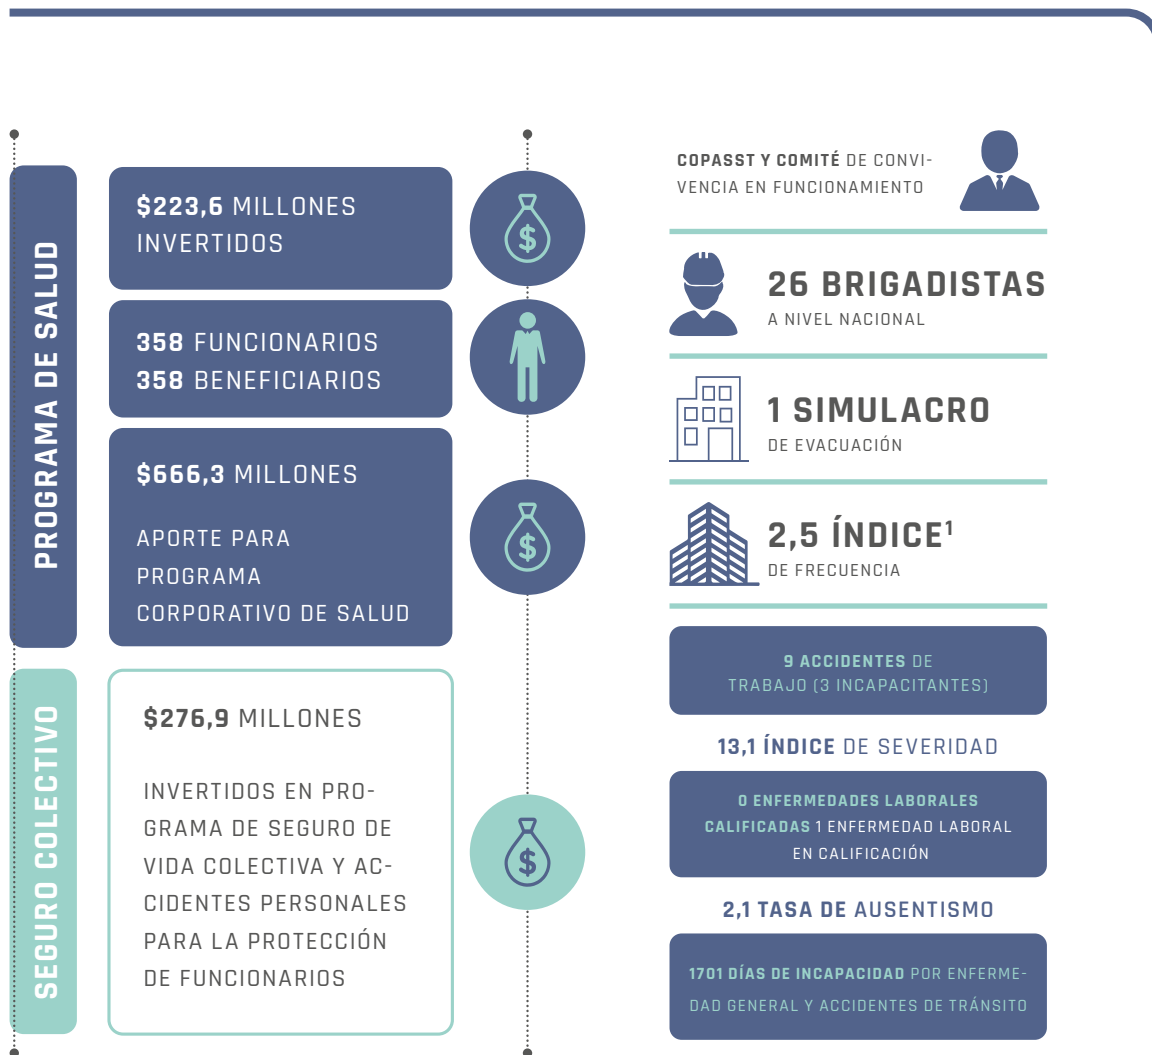 PROGRAMA DE SALUD
$223,6 MILLONES
INVERTIDOS
$
358 FUNCIONARIOS
358 BENEFICIARIOS
$666,3 MILLONES
APORTE PARA
PROGRAMA
CORPORATIVO DE SALUD
$
SEGURO COLECTIVO
$276,9 MILLONES
INVERTIDOS EN PRO-
GRAMA DE SEGURO DE
VIDA COLECTIVA Y AC-
CIDENTES PERSONALES
PARA LA PROTECCIÓN
DE FUNCIONARIOS
$
COPASST Y COMITÉ DE CONVI-
VENCIA EN FUNCIONAMIENTO
26 BRIGADISTAS
A NIVEL NACIONAL
1 SIMULACRO
DE EVACUACIÓN
2,5 ÍNDICE¹
DE FRECUENCIA
9 ACCIDENTES DE
TRABAJO (3 INCAPACITANTES)
13,1 ÍNDICE DE SEVERIDAD
0 ENFERMEDADES LABORALES
CALIFICADAS 1 ENFERMEDAD LABORAL
EN CALIFICACIÓN
2,1 TASA DE AUSENTISMO
1701 DÍAS DE INCAPACIDAD POR ENFERME-
DAD GENERAL Y ACCIDENTES DE TRÁNSITO